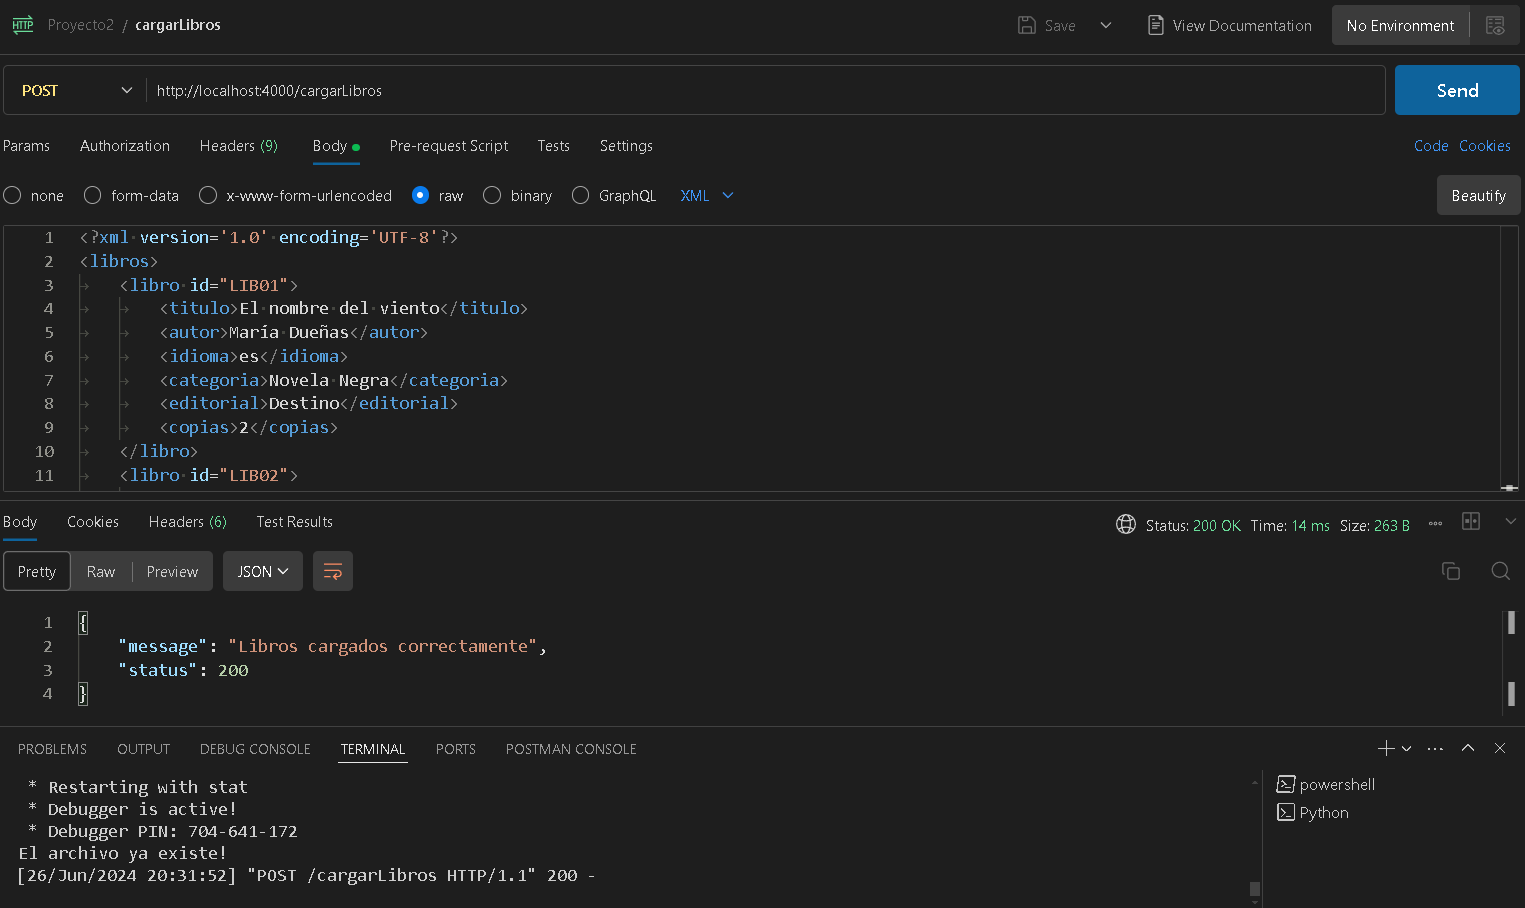 HTTP Proyecto2 / cargarLibros Save View Documentation No Environment
POST http://localhost:4000/cargarLibros Send
Params Authorization Headers (9) Body Pre-request Script Tests Settings Code Cookies
none form-data x-www-form-urlencoded raw binary GraphQL XML Beautify
1 <?xml version='1.0' encoding='UTF-8'?>
2 <libros>
3 <libro id="LIB01">
4 <titulo>El nombre del viento</titulo>
5 <autor>María Dueñas</autor>
6 <idioma>es</idioma>
7 <categoria>Novela Negra</categoria>
8 <editorial>Destino</editorial>
9 <copias>2</copias>
10 </libro>
11 <libro id="LIB02">
Body Cookies Headers (6) Test Results Status: 200 OK Time: 14 ms Size: 263 B
Pretty Raw Preview JSON
1 {
2 "message": "Libros cargados correctamente",
3 "status": 200
4 }
PROBLEMS OUTPUT DEBUG CONSOLE TERMINAL PORTS POSTMAN CONSOLE
* Restarting with stat
* Debugger is active!
* Debugger PIN: 704-641-172
El archivo ya existe!
[26/Jun/2024 20:31:52] "POST /cargarLibros HTTP/1.1" 200 -
powershell
Python